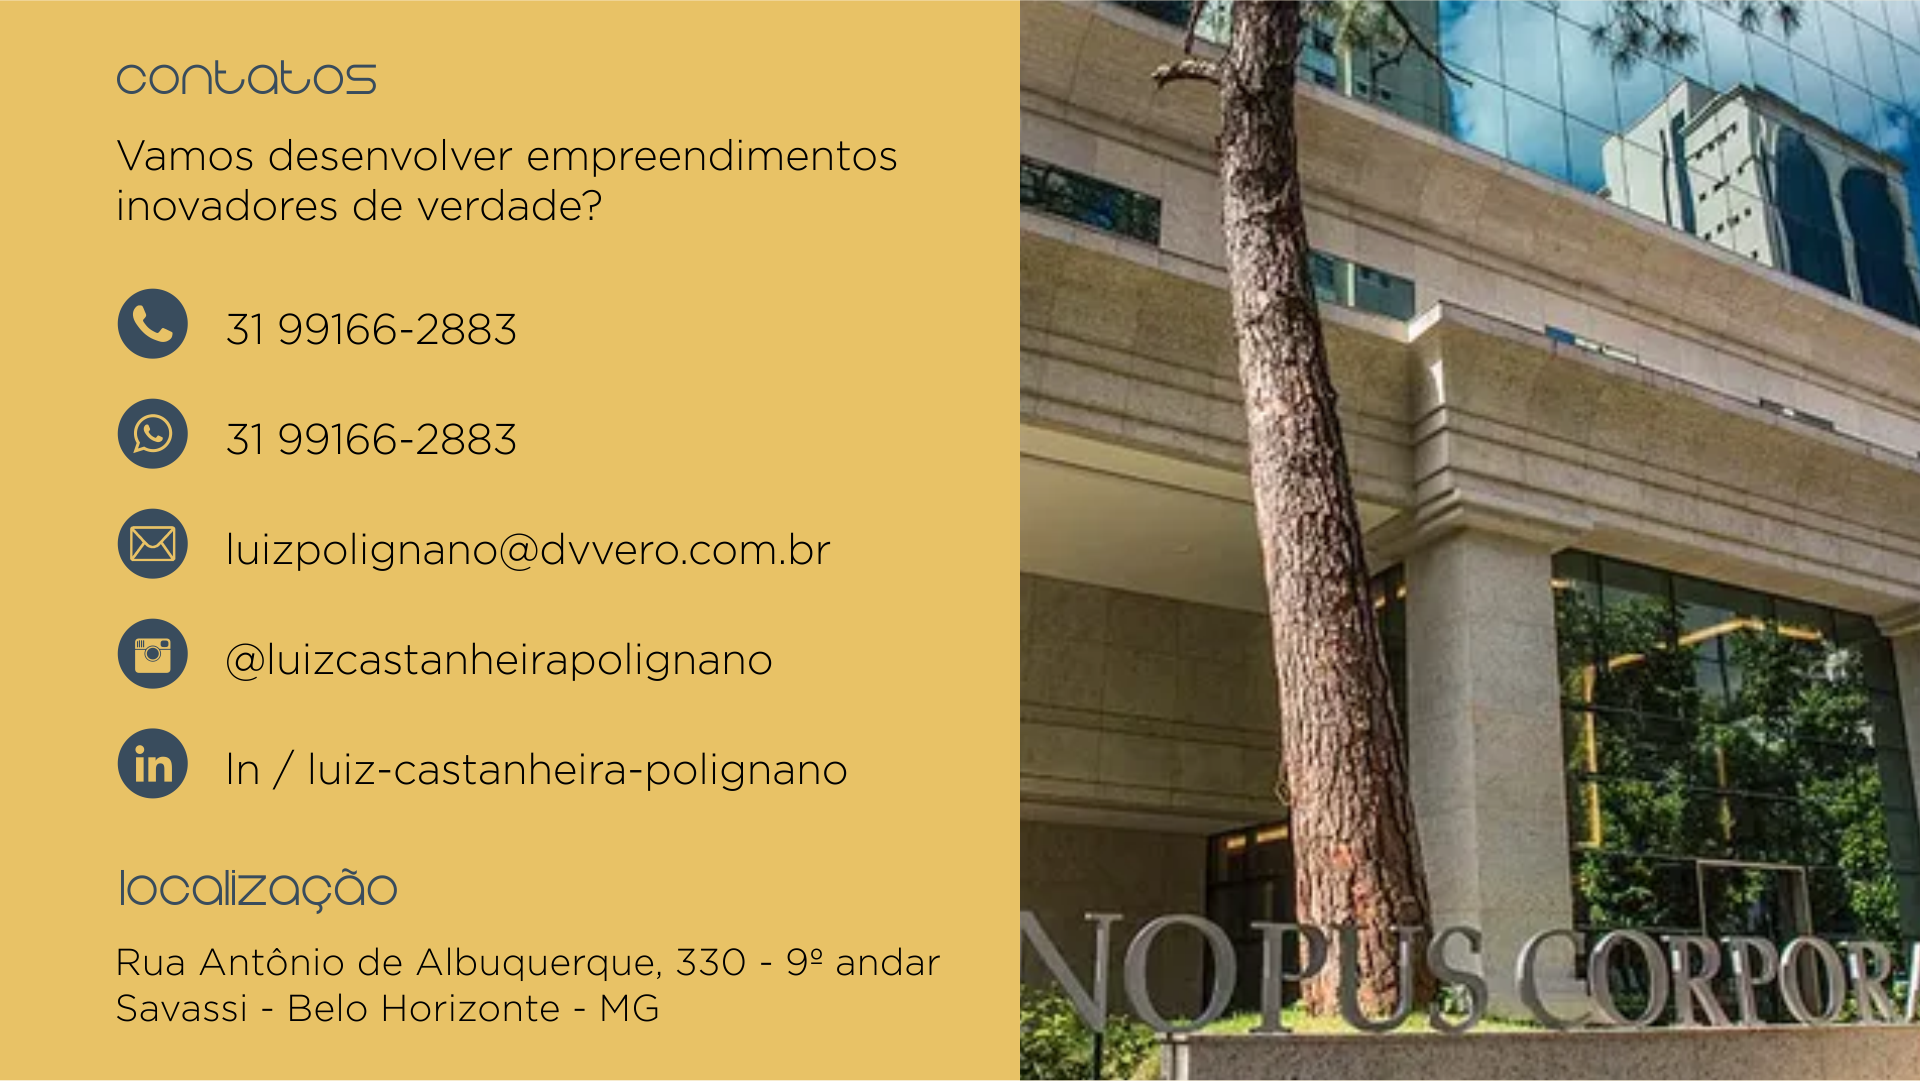 contatos
Vamos desenvolver empreendimentos
inovadores de verdade?
31 99166-2883
31 99166-2883
luizpolignano@dvvero.com.br
@luizcastanheirapolignano
in
In / luiz-castanheira-polignano
localização
Rua Antônio de Albuquerque, 330 - 9º andar
Savassi - Belo Horizonte - MG
NOPUS CORPORA